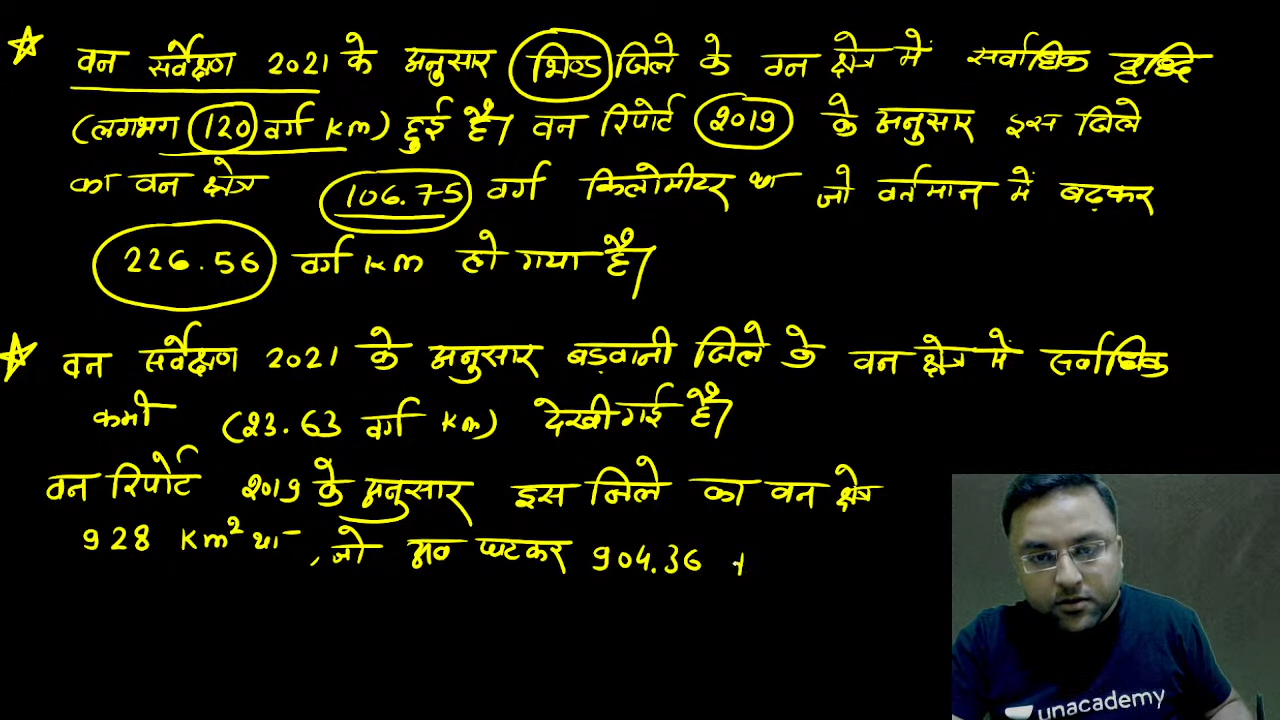 वन सर्वेक्षण 2021 के अनुसार भिण्ड जिले के वन क्षेत्र में सर्वाधिक वृद्धि
(लगभग 120 वर्ग km) हुई है। वन रिपोर्ट 2019 के अनुसार इस जिले
का वन क्षेत्र 106.75 वर्ग किलोमीटर था जो वर्तमान में बढ़कर
226.56 वर्ग km हो गया है।
वन सर्वेक्षण 2021 के अनुसार बड़वानी जिले के वन क्षेत्र में सर्वाधिक
कमी (23.63 वर्ग km) देखी गई है।
वन रिपोर्ट 2019 के अनुसार इस जिले का वन क्षेत्र
928 Km² था, जो अब घटकर 904.36
unacademy